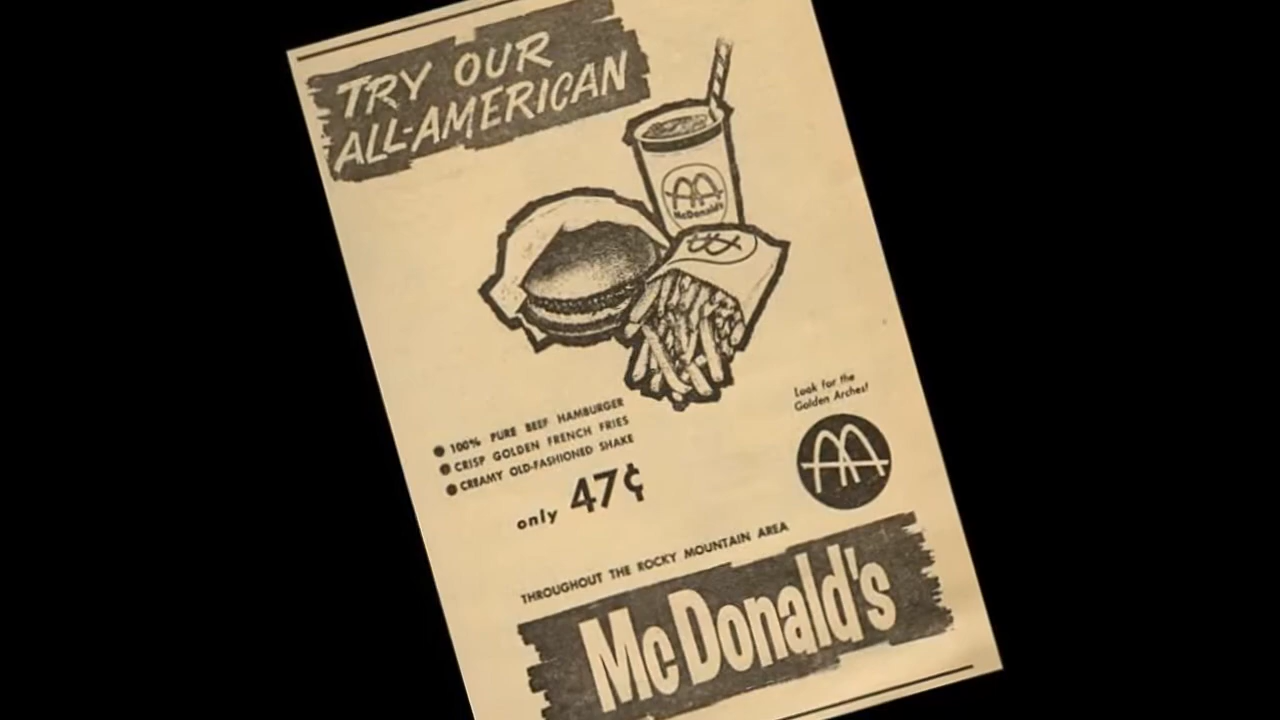 TRY OUR
ALL-AMERICAN
McDonald's
● 100% PURE BEEF HAMBURGER
● CRISP GOLDEN FRENCH FRIES
● CREAMY OLD-FASHIONED SHAKE
only 47¢
Look for the
Golden Arches!
THROUGHOUT THE ROCKY MOUNTAIN AREA
McDonald's